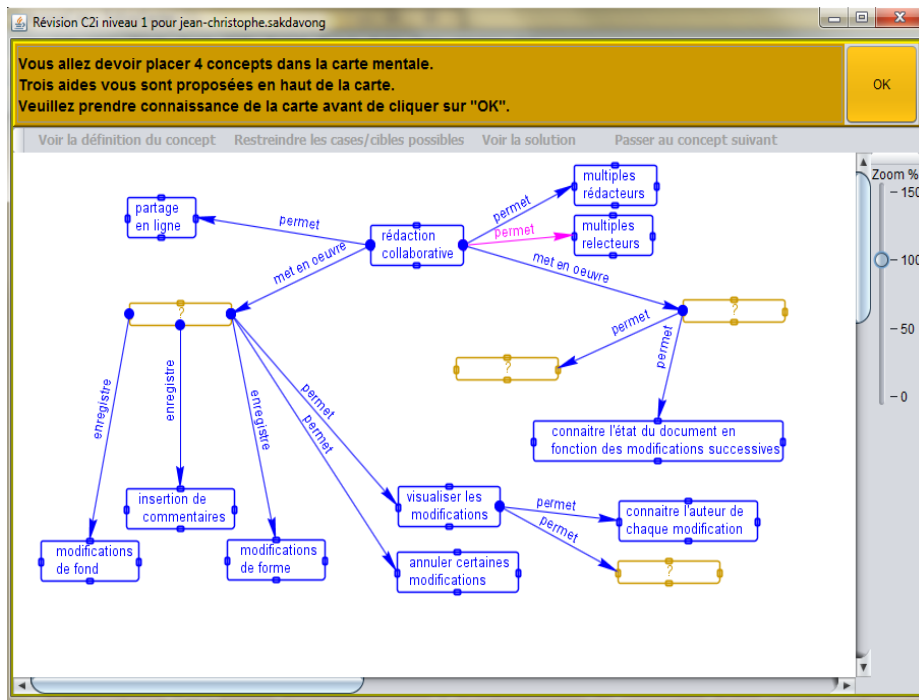 Révision C2i niveau 1 pour jean-christophe.sakdavong
Vous allez devoir placer 4 concepts dans la carte mentale.
Trois aides vous sont proposées en haut de la carte.
Veuillez prendre connaissance de la carte avant de cliquer sur "OK".
OK
Voir la définition du concept
Restreindre les cases/cibles possibles
Voir la solution
Passer au concept suivant
Zoom %
150
100
50
0
partage
en ligne
permet
rédaction
collaborative
permet
multiples
rédacteurs
permet
multiples
relecteurs
met en oeuvre
met en oeuvre
?
?
permet
?
permet
connaitre l'état du document en
fonction des modifications successives
enregistre
enregistre
enregistre
permet
permet
insertion de
commentaires
modifications
de fond
modifications
de forme
visualiser les
modifications
annuler certaines
modifications
permet
connaitre l'auteur de
chaque modification
permet
?